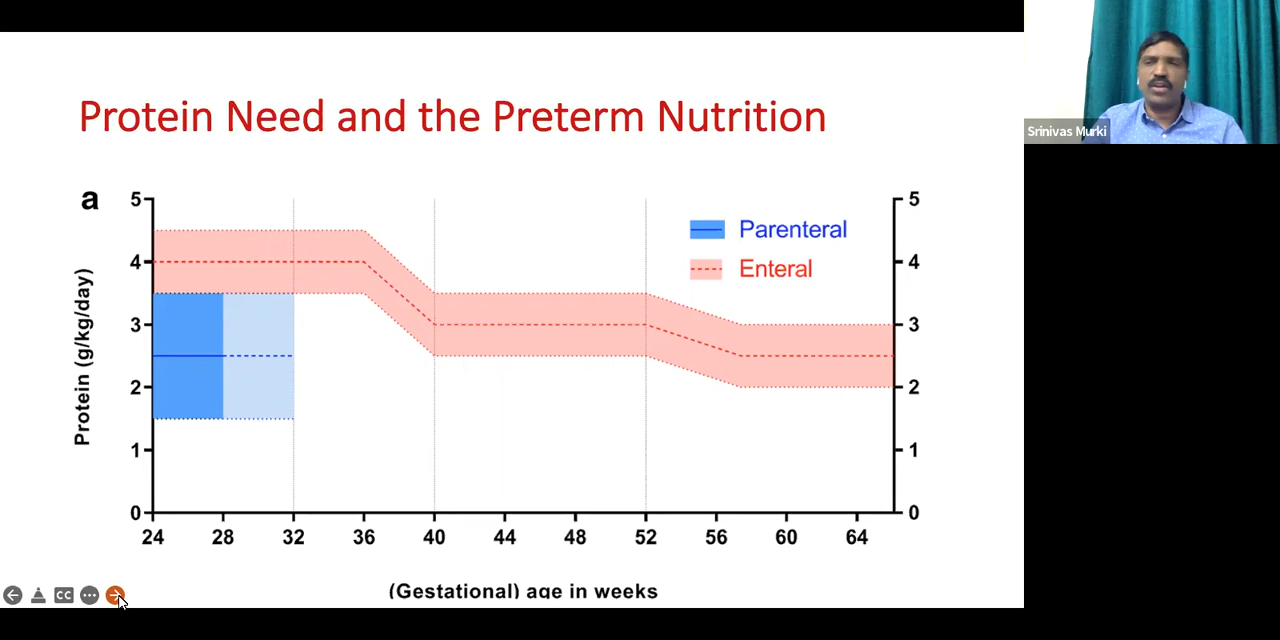 Protein Need and the Preterm Nutrition
Srinivas Murki
a
Protein (g/kg/day)
5
4
3
2
1
0
Parenteral
Enteral
5
4
3
2
1
0
24 28 32 36 40 44 48 52 56 60 64
(Gestational) age in weeks
CC